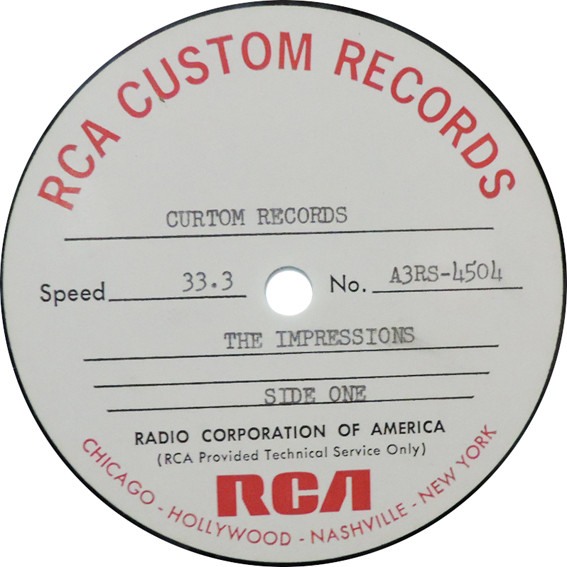 RCA CUSTOM RECORDS
CURTOM RECORDS
Speed 33.3 No. A3RS-4504
THE IMPRESSIONS
SIDE ONE
RADIO CORPORATION OF AMERICA
(RCA Provided Technical Service Only)
RCA
CHICAGO - HOLLYWOOD - NASHVILLE - NEW YORK